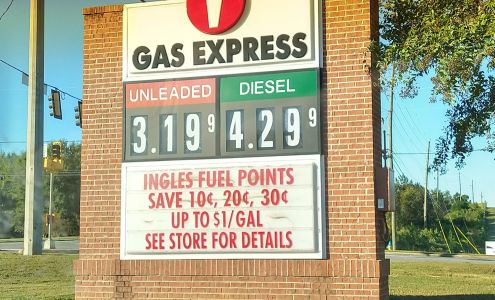 GAS EXPRESS
UNLEADED DIESEL
3.19 9 4.29 9
INGLES FUEL POINTS
SAVE 10¢, 20¢, 30¢
UP TO $1/GAL
SEE STORE FOR DETAILS